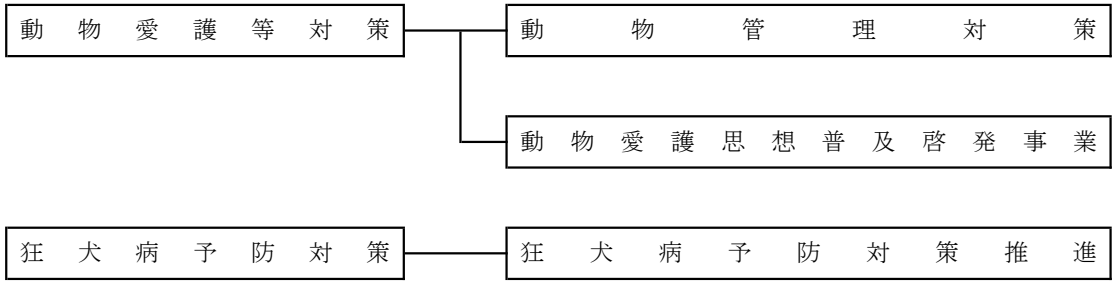 動物愛護等対策
動物管理対策
動物愛護思想普及啓発事業
狂犬病予防対策
狂犬病予防対策推進